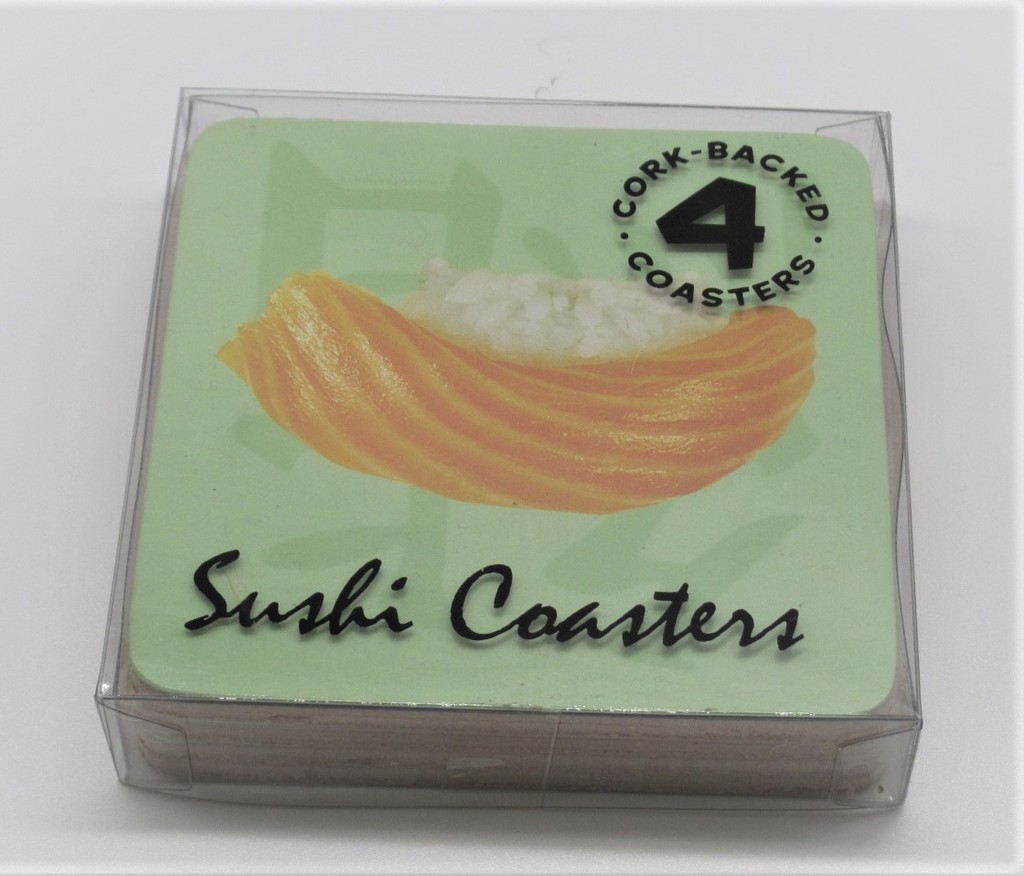 · CORK-BACKED ·
4
COASTERS
Sushi Coasters